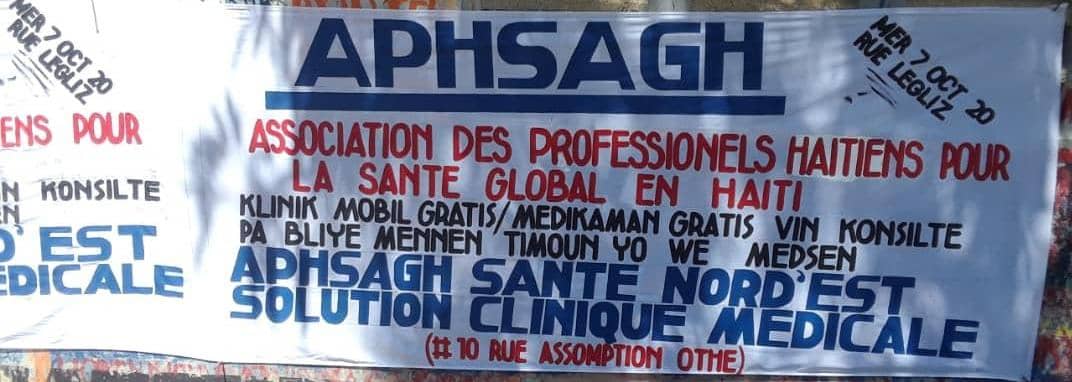 MER 7 OCT 20
RUE LEGLIZ
ENS POUR
N KONSILTE
EN
D'EST
EDICALE
APHSAGH
MER 7 OCT 20
RUE LEGLIZ
ASSOCIATION DES PROFESSIONELS HAITIENS POUR
LA SANTE GLOBAL EN HAITI
KLINIK MOBIL GRATIS/MEDIKAMAN GRATIS VIN KONSILTE
PA BLIYE MENNEN TIMOUN YO WE MEDSEN
APHSAGH SANTE NORD'EST
SOLUTION CLINIQUE MEDICALE
(#10 RUE ASSOMPTION OTHE)